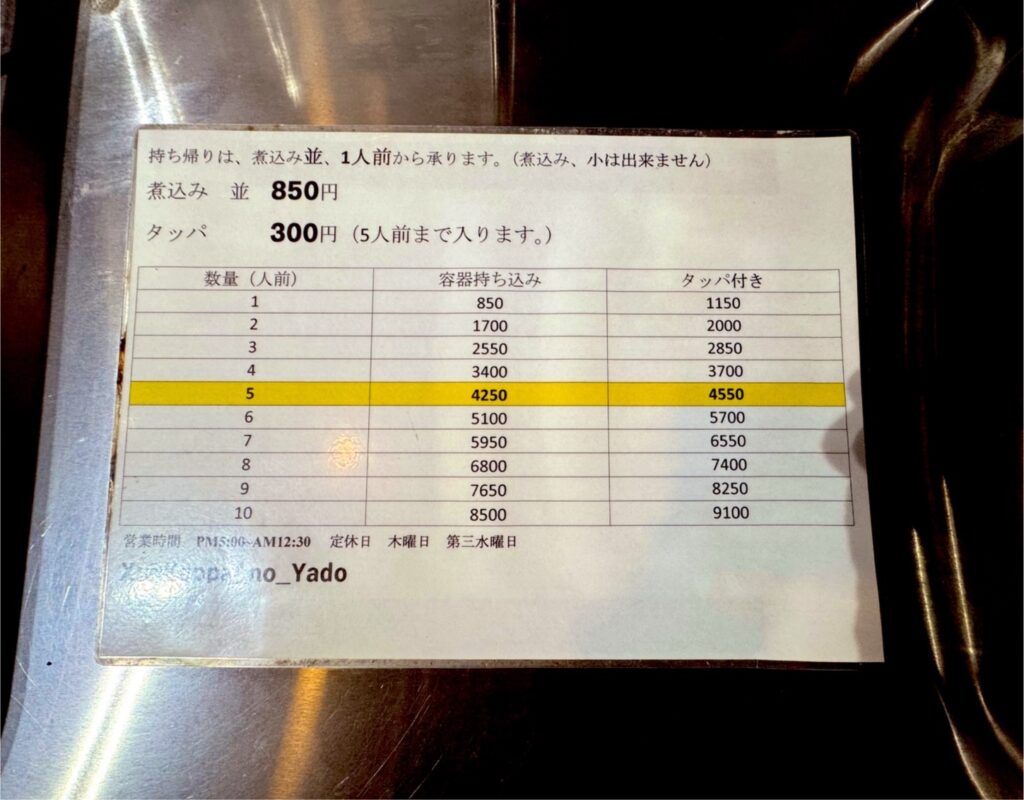 持ち帰りは、煮込み並、1人前から承ります。（煮込み、小は出来ません）
煮込み 並 850円
タッパ 300円（5人前まで入ります。）
数量（人前） 容器持ち込み タッパ付き
1 850 1150
2 1700 2000
3 2550 2850
4 3400 3700
5 4250 4550
6 5100 5700
7 5950 6550
8 6800 7400
9 7650 8250
10 8500 9100
営業時間 PM5:00~AM12:30 定休日 木曜日 第三水曜日
no_Yado